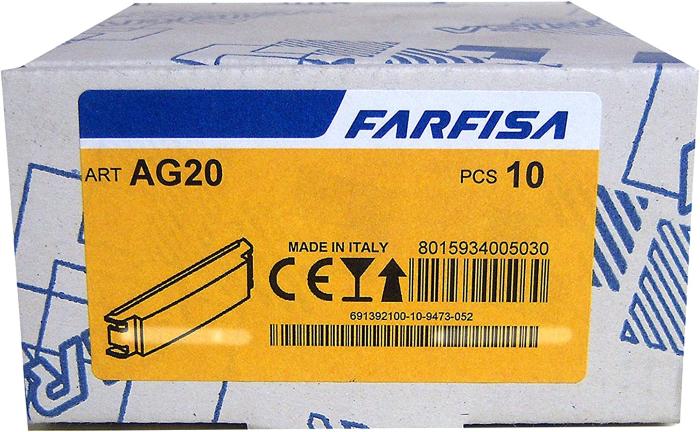 FARFISA
ART AG20 PCS 10
MADE IN ITALY 8015934005030
CE
691392100-10-9473-052